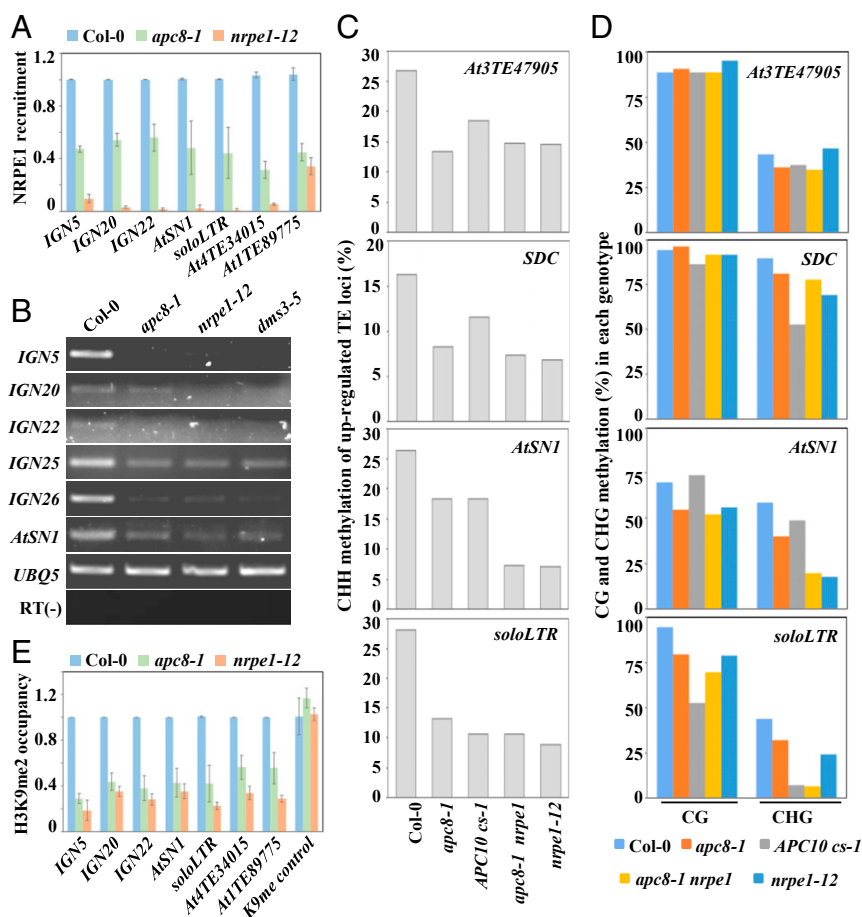 A
Col-0 apc8-1 nrpe1-12
NRPE1 recruitment
1.2
0.8
0.4
0
IGN5 IGN20 IGN22 AtSN1 soloLTR At4TE34015 At1TE89775
B
Col-0 apc8-1 nrpe1-12 dms3-5
IGN5
IGN20
IGN22
IGN25
IGN26
AtSN1
UBQ5
RT(-)
E
Col-0 apc8-1 nrpe1-12
H3K9me2 occupancy
1.2
0.8
0.4
0
IGN5 IGN20 IGN22 AtSN1 soloLTR At4TE34015 At1TE89775 K9me control
C
CHH methylation of up-regulated TE loci (%)
At3TE47905
30
25
20
15
10
5
0
SDC
20
15
10
5
0
AtSN1
30
25
20
15
10
5
0
soloLTR
30
25
20
15
10
5
0
Col-0 apc8-1 APC10 cs-1 apc8-1 nrpe1 nrpe1-12
D
CG and CHG methylation (%) in each genotype
At3TE47905
100
75
50
25
0
SDC
100
75
50
25
0
AtSN1
100
75
50
25
0
soloLTR
100
75
50
25
0
CG CHG
Col-0 apc8-1 APC10 cs-1
apc8-1 nrpe1 nrpe1-12